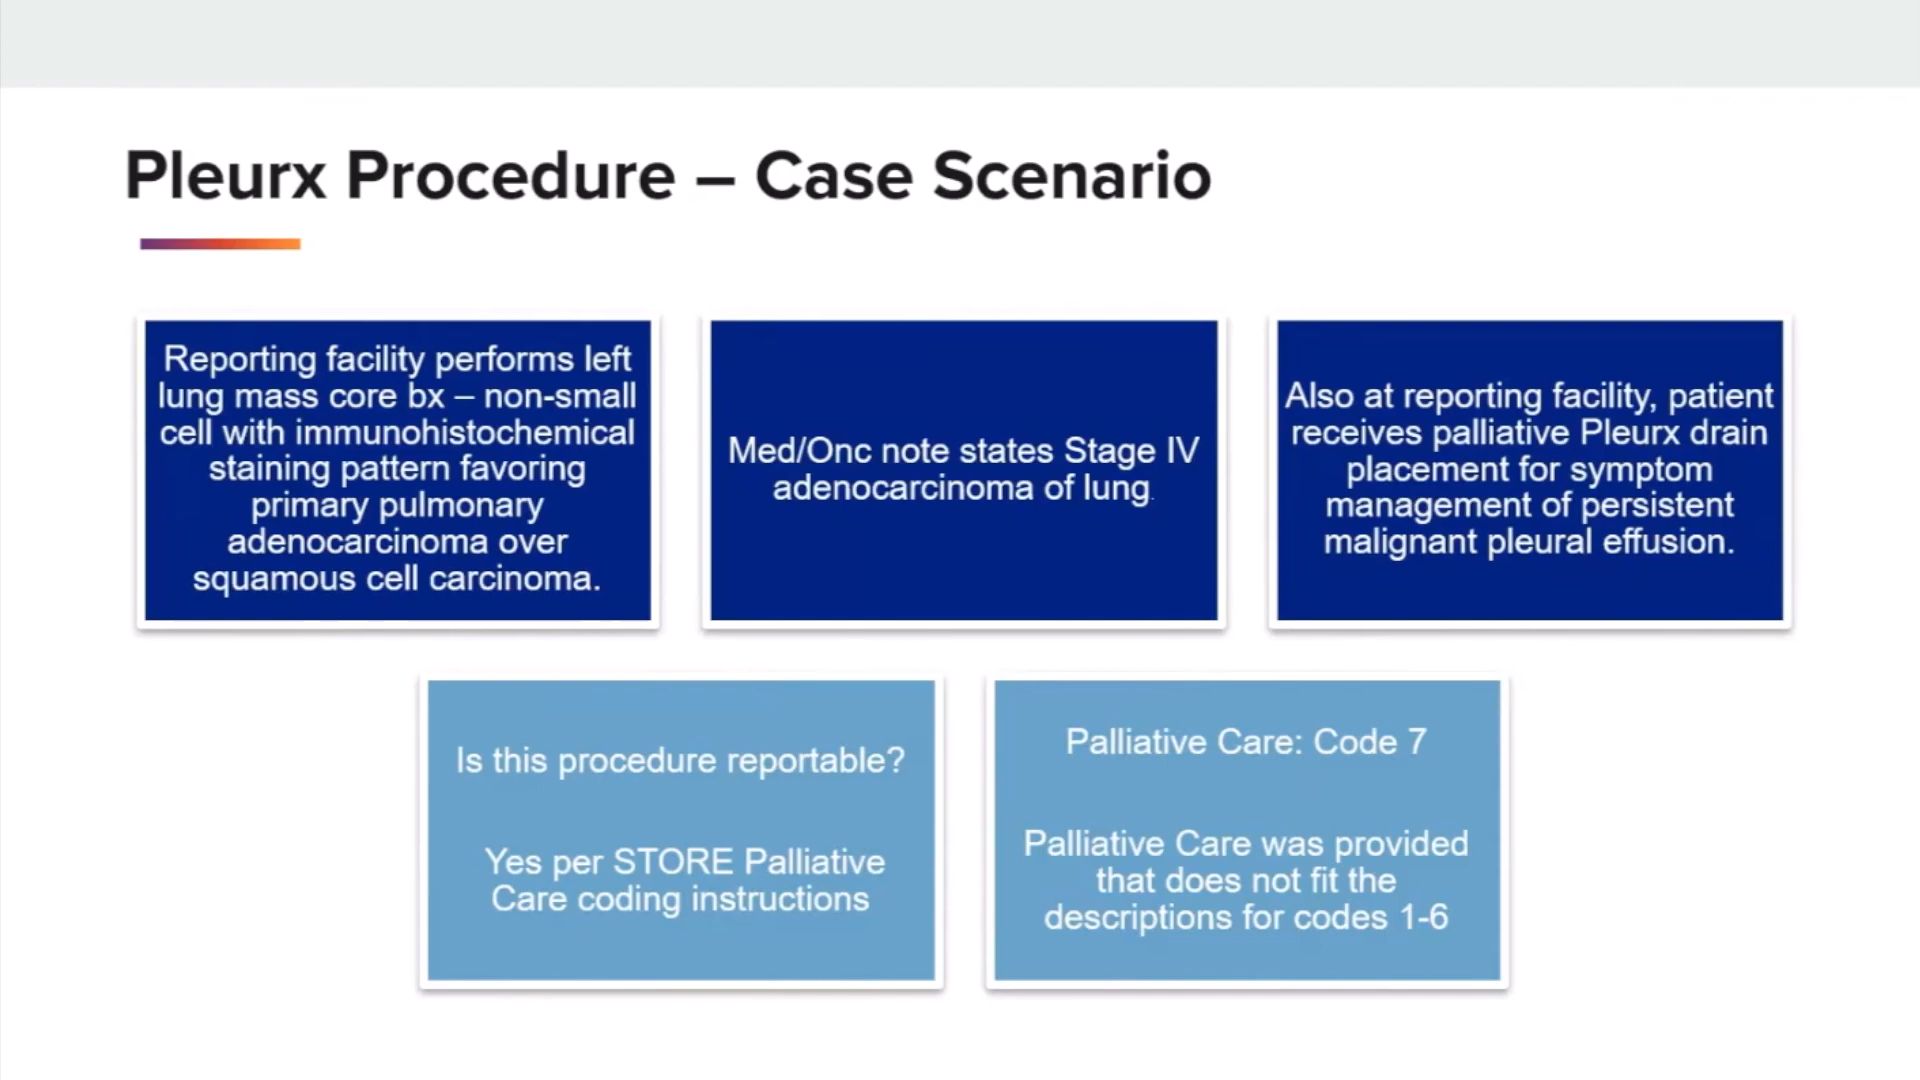 Pleurx Procedure – Case Scenario
Reporting facility performs left
lung mass core bx – non-small
cell with immunohistochemical
staining pattern favoring
primary pulmonary
adenocarcinoma over
squamous cell carcinoma.
Med/Onc note states Stage IV
adenocarcinoma of lung.
Also at reporting facility, patient
receives palliative Pleurx drain
placement for symptom
management of persistent
malignant pleural effusion.
Is this procedure reportable?
Yes per STORE Palliative
Care coding instructions
Palliative Care: Code 7
Palliative Care was provided
that does not fit the
descriptions for codes 1-6